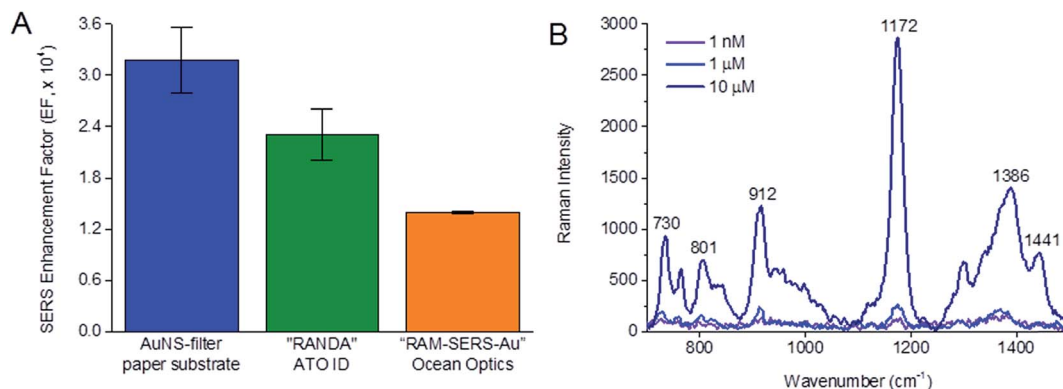 A
SERS Enhancement Factor (EF, x 10⁴)
3.6
3.0
2.4
1.8
1.2
0.6
0.0
AuNS-filter
paper substrate
"RANDA"
ATO ID
"RAM-SERS-Au"
Ocean Optics
B
Raman Intensity
3000
2500
2000
1500
1000
500
0
1 nM
1 μM
10 μM
730
801
912
1172
1386
1441
800
1000
1200
1400
Wavenumber (cm⁻¹)